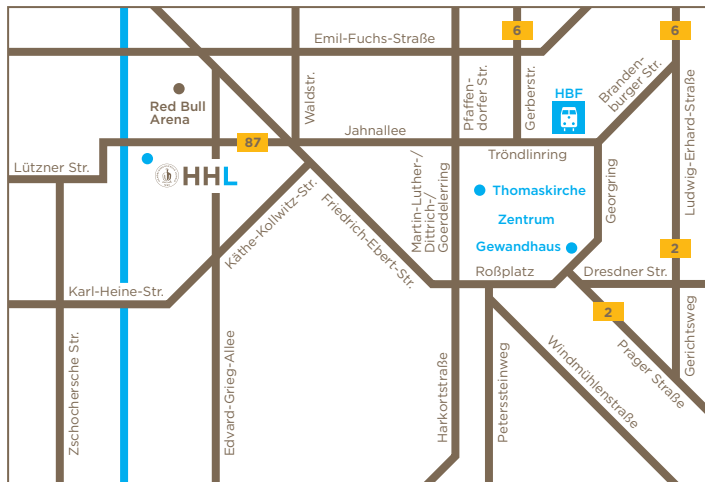 6
6
Emil-Fuchs-Straße
Waldstr.
Pfaffen-
dorfer Str.
Gerberstr.
HBF
Branden-
burger Str.
Ludwig-Erhard-Straße
Red Bull
Arena
87
Jahnallee
Tröndlinring
Lützner Str.
HHL
Käthe-Kollwitz-Str.
Friedrich-Ebert-Str.
Martin-Luther-/
Dittrich-/
Goerdelerring
Thomaskirche
Zentrum
Gewandhaus
Georgring
2
Roßplatz
Dresdner Str.
Karl-Heine-Str.
2
Zschochersche Str.
Edvard-Grieg-Allee
Harkortstraße
Peterssteinweg
Windmühlenstraße
Prager Straße
Gerichtsweg